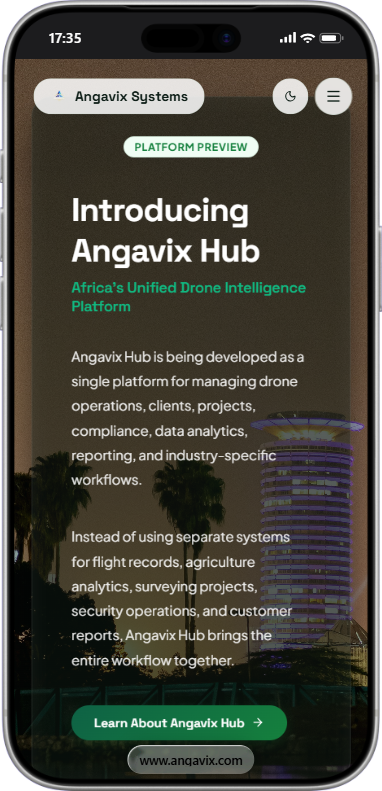 17:35
Angavix Systems
PLATFORM PREVIEW
Introducing
Angavix Hub
Africa's Unified Drone Intelligence
Platform
Angavix Hub is being developed as a
single platform for managing drone
operations, clients, projects,
compliance, data analytics,
reporting, and industry-specific
workflows.
Instead of using separate systems
for flight records, agriculture
analytics, surveying projects,
security operations, and customer
reports, Angavix Hub brings the
entire workflow together.
Learn About Angavix Hub →
www.angavix.com